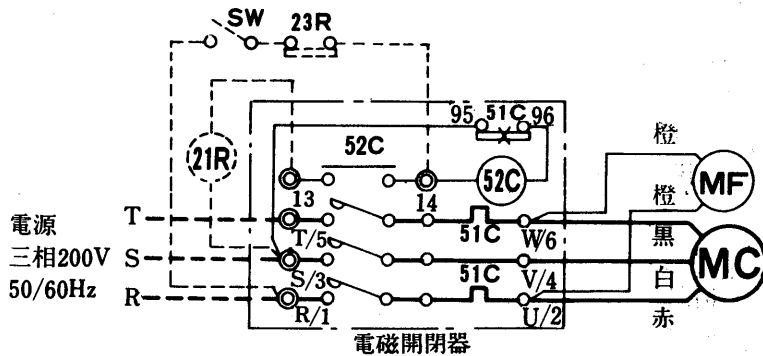 SW
23R
51C
95
96
52C
21R
52C
橙
MF
橙
13
14
電源
三相200V
50/60Hz
T
S
R
T/5
S/3
R/1
51C
51C
W/6
V/4
U/2
黒
白
赤
MC
電磁開閉器